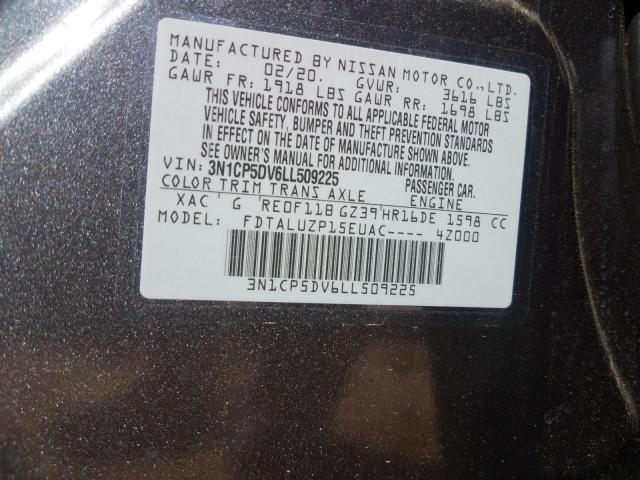 MANUFACTURED BY NISSAN MOTOR CO.,LTD.
DATE: 02/20. GVWR: 3616 LBS
GAWR FR: 1918 LBS GAWR RR: 1698 LBS
THIS VEHICLE CONFORMS TO ALL APPLICABLE FEDERAL MOTOR
VEHICLE SAFETY, BUMPER AND THEFT PREVENTION STANDARDS
IN EFFECT ON THE DATE OF MANUFACTURE SHOWN ABOVE.
SEE OWNER'S MANUAL FOR ADDITIONAL INFORMATION.
VIN: 3N1CP5DV6LL509225 PASSENGER CAR.
COLOR TRIM TRANS AXLE ENGINE
XAC G RE0F11B GZ39 HR16DE 1598 CC
MODEL: FDTALUZP15EUAC---- 4Z000
3N1CP5DV6LL509225